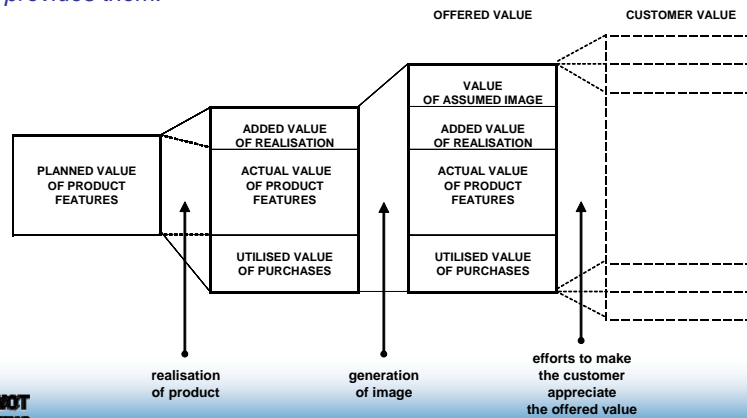 provides them.
OFFERED VALUE
CUSTOMER VALUE
PLANNED VALUE
OF PRODUCT
FEATURES
ADDED VALUE
OF REALISATION
ACTUAL VALUE
OF PRODUCT
FEATURES
UTILISED VALUE
OF PURCHASES
VALUE
OF ASSUMED IMAGE
ADDED VALUE
OF REALISATION
ACTUAL VALUE
OF PRODUCT
FEATURES
UTILISED VALUE
OF PURCHASES
realisation
of product
generation
of image
efforts to make
the customer
appreciate
the offered value